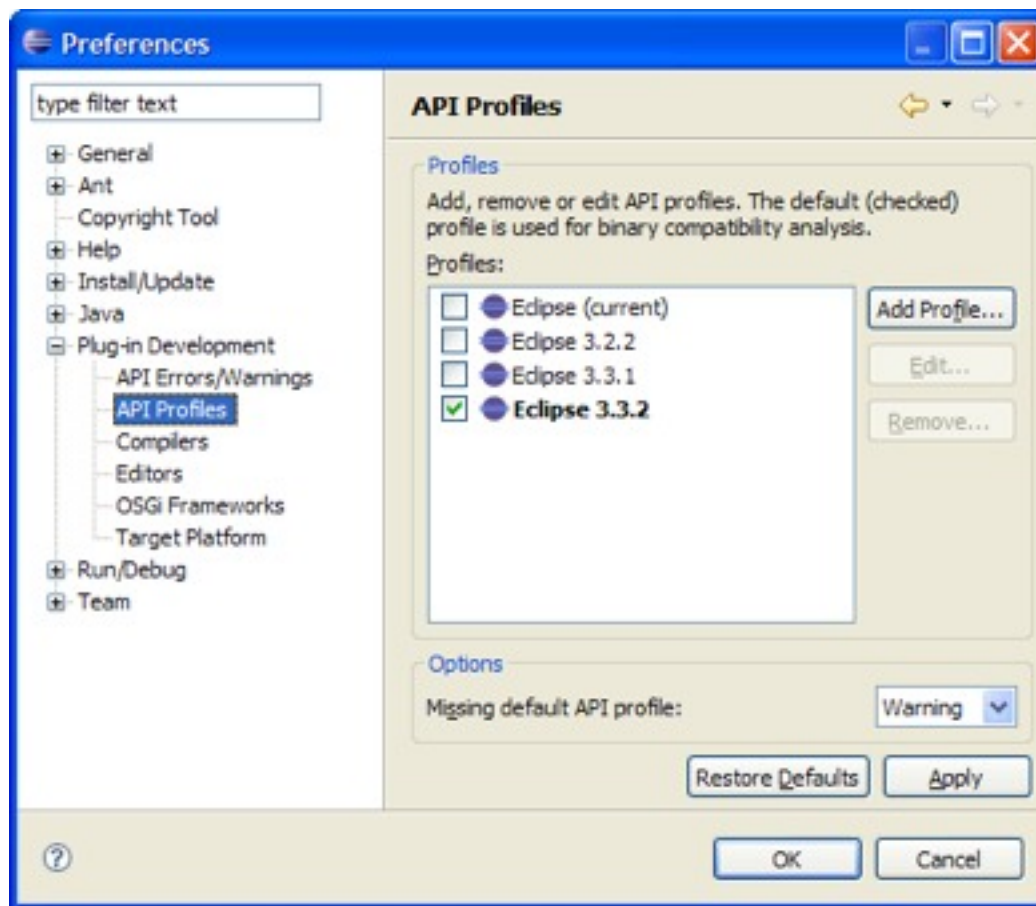 Preferences
type filter text
General
Ant
Copyright Tool
Help
Install/Update
Java
Plug-in Development
API Errors/Warnings
API Profiles
Compilers
Editors
OSGi Frameworks
Target Platform
Run/Debug
Team
API Profiles
Profiles
Add, remove or edit API profiles. The default (checked)
profile is used for binary compatibility analysis.
Profiles:
Eclipse (current)
Eclipse 3.2.2
Eclipse 3.3.1
Eclipse 3.3.2
Add Profile...
Edit...
Remove...
Options
Missing default API profile:
Warning
Restore Defaults
Apply
?
OK
Cancel